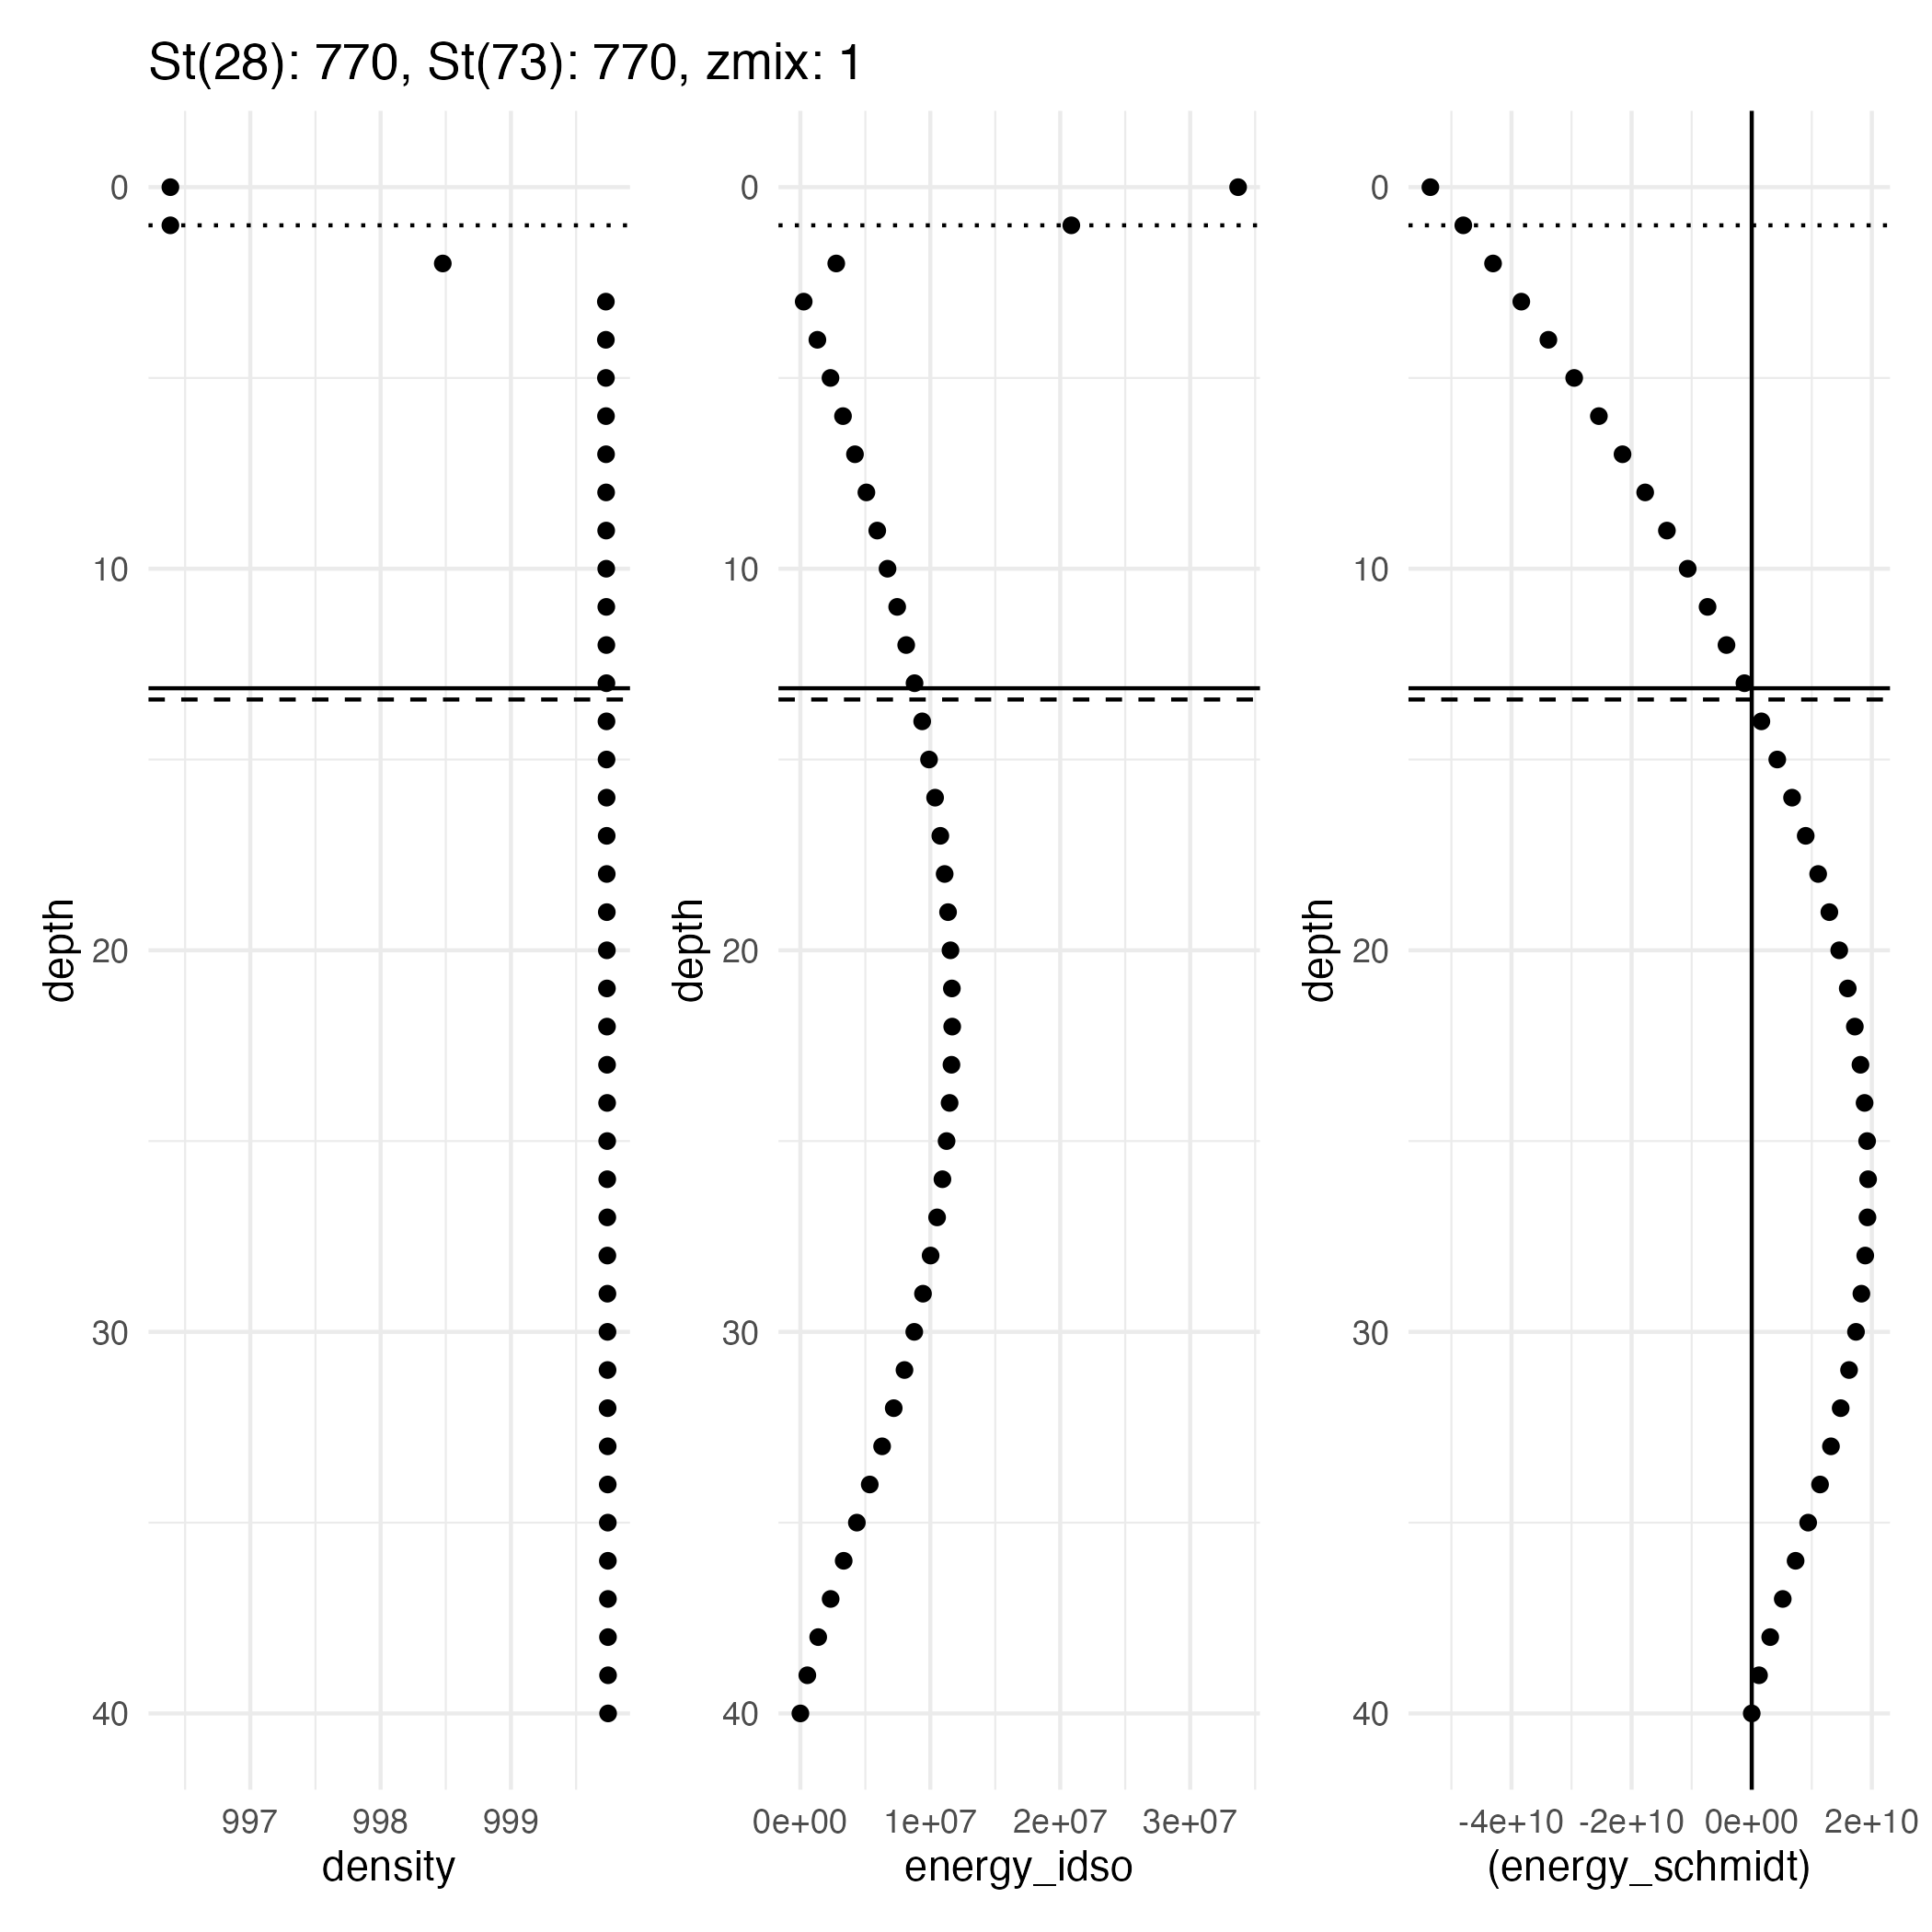 St(28): 770, St(73): 770, zmix: 1
0
10
20
30
40
depth
997 998 999
density
0
10
20
30
40
depth
0e+00 1e+07 2e+07 3e+07
energy_idso
0
10
20
30
40
depth
-4e+10 -2e+10 0e+00 2e+10
(energy_schmidt)